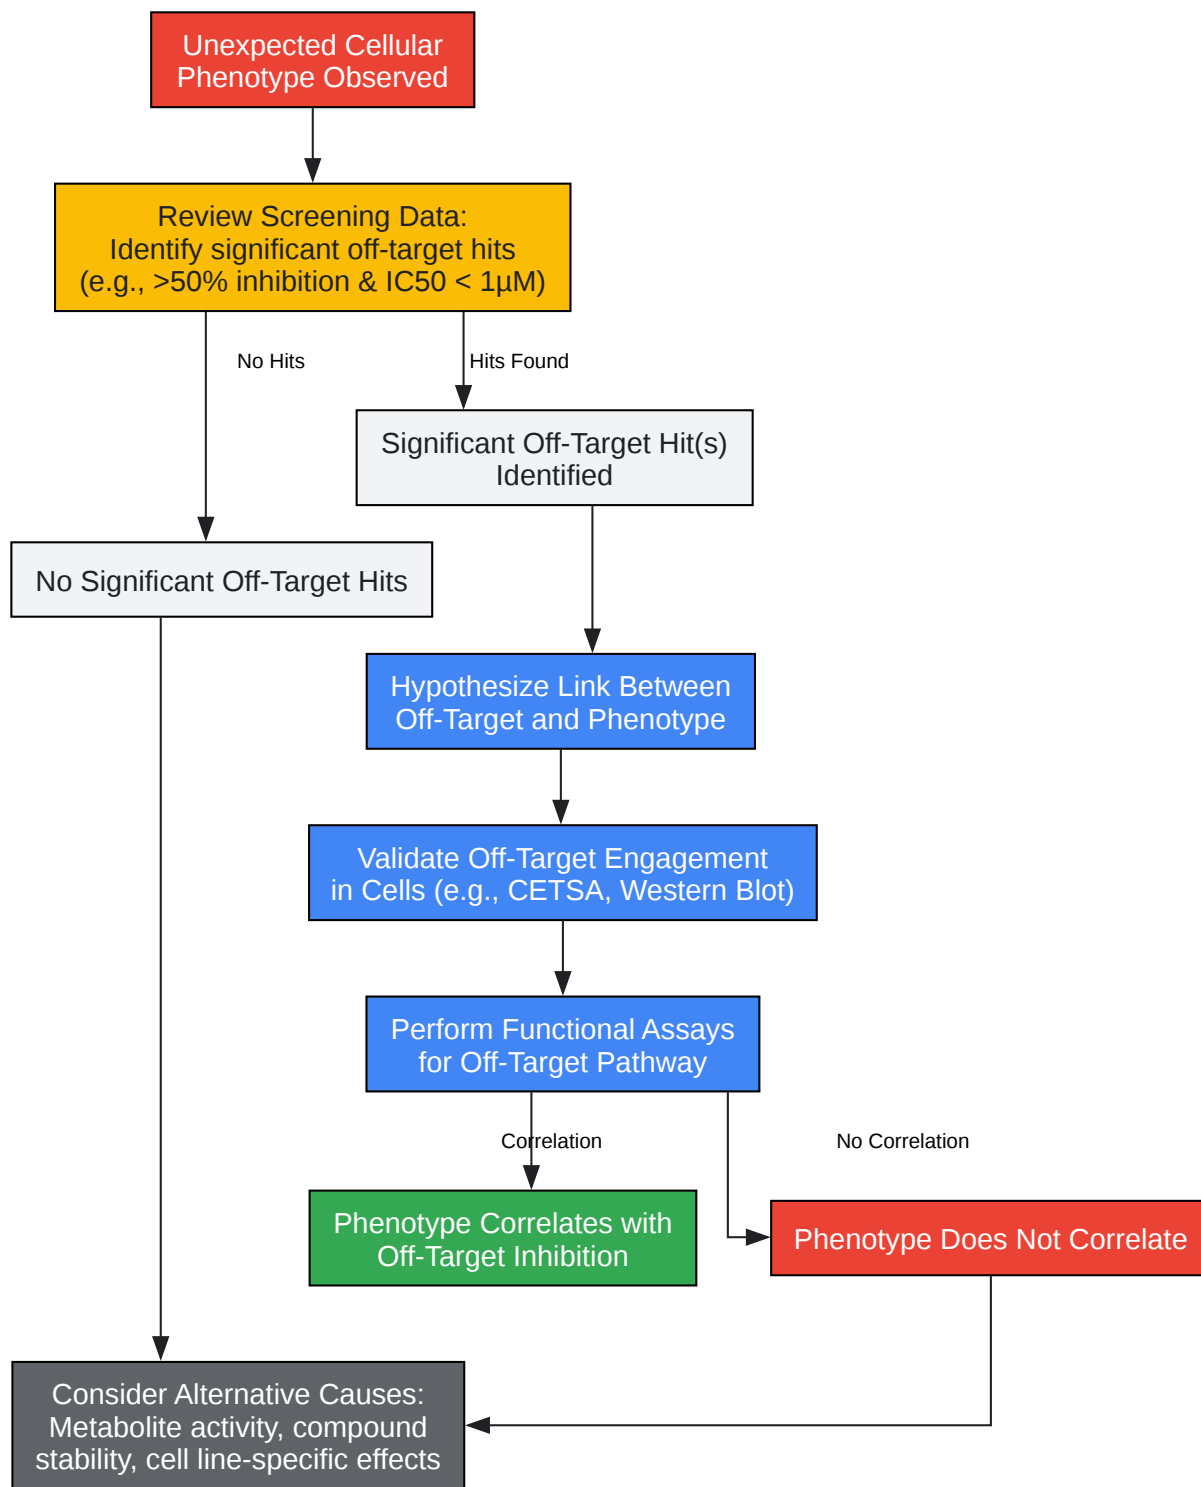 Unexpected Cellular
Phenotype Observed
Review Screening Data:
Identify significant off-target hits
(e.g., >50% inhibition & IC50 < 1µM)
No Hits
Hits Found
Significant Off-Target Hit(s)
Identified
No Significant Off-Target Hits
Hypothesize Link Between
Off-Target and Phenotype
Validate Off-Target Engagement
in Cells (e.g., CETSA, Western Blot)
Perform Functional Assays
for Off-Target Pathway
Correlation
No Correlation
Phenotype Correlates with
Off-Target Inhibition
Phenotype Does Not Correlate
Consider Alternative Causes:
Metabolite activity, compound
stability, cell line-specific effects